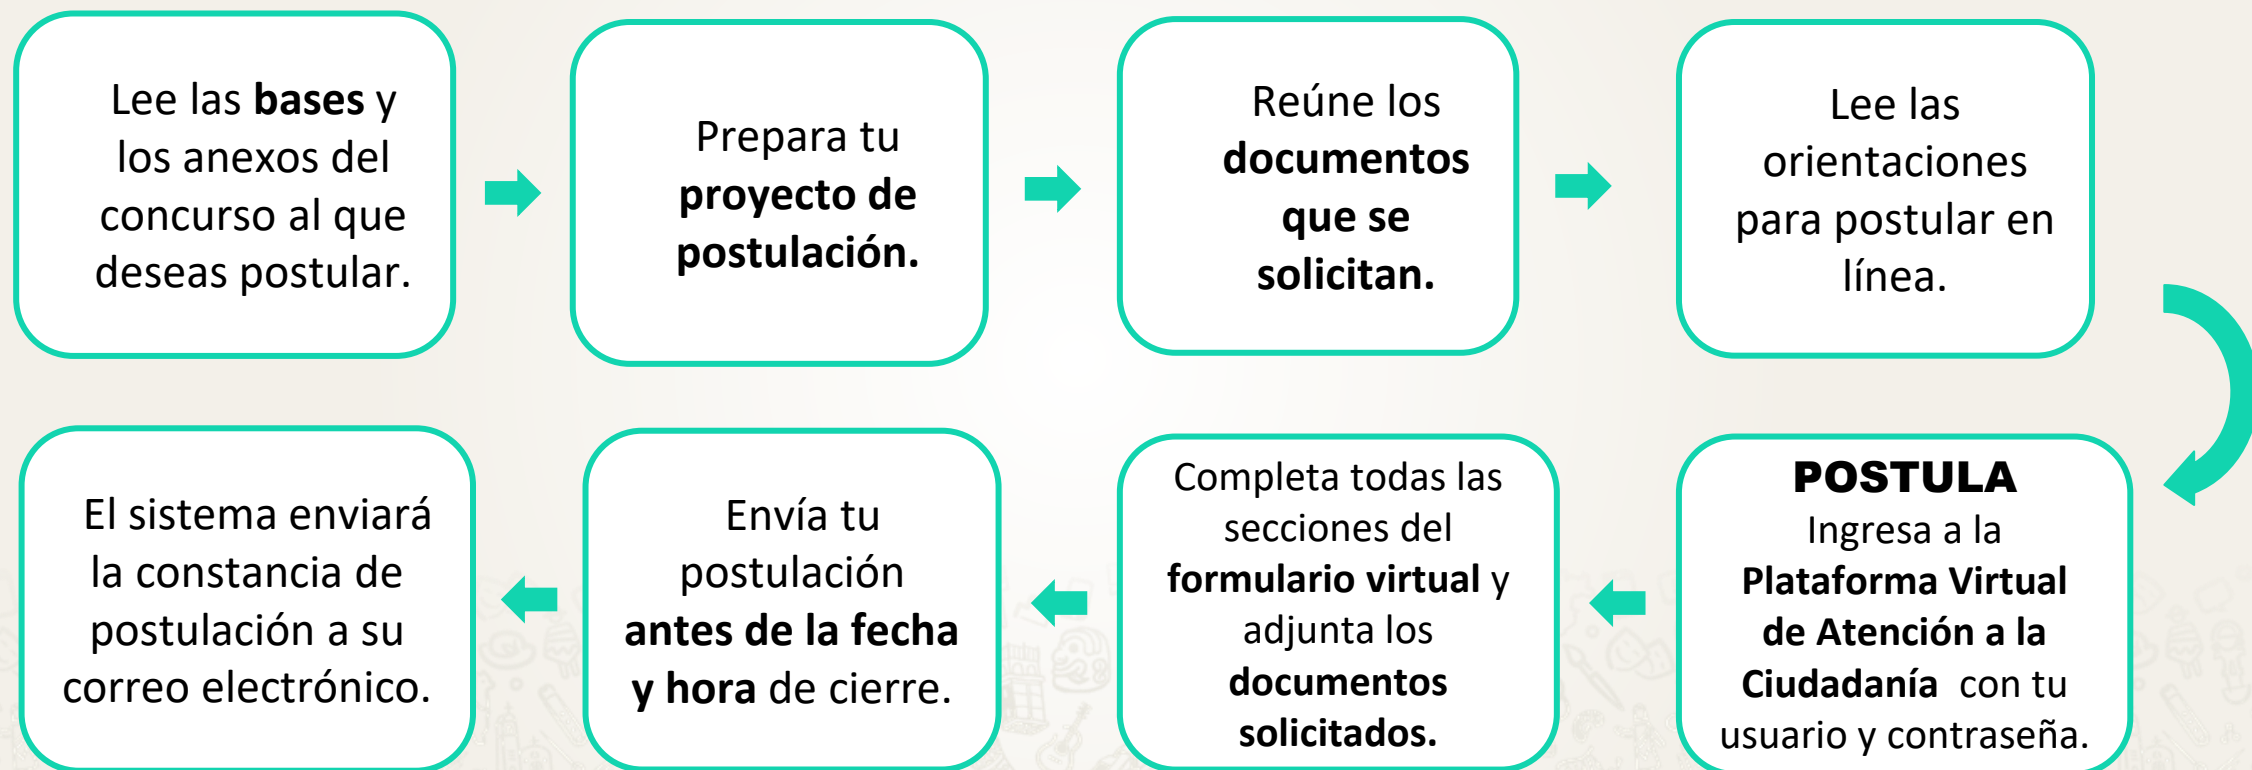 Lee las bases y
los anexos del
concurso al que
deseas postular.
Prepara tu
proyecto de
postulación.
Reúne los
documentos
que se
solicitan.
Lee las
orientaciones
para postular en
línea.
POSTULA
Ingresa a la
Plataforma Virtual
de Atención a la
Ciudadanía con tu
usuario y contraseña.
Completa todas las
secciones del
formulario virtual y
adjunta los
documentos
solicitados.
Envía tu
postulación
antes de la fecha
y hora de cierre.
El sistema enviará
la constancia de
postulación a su
correo electrónico.